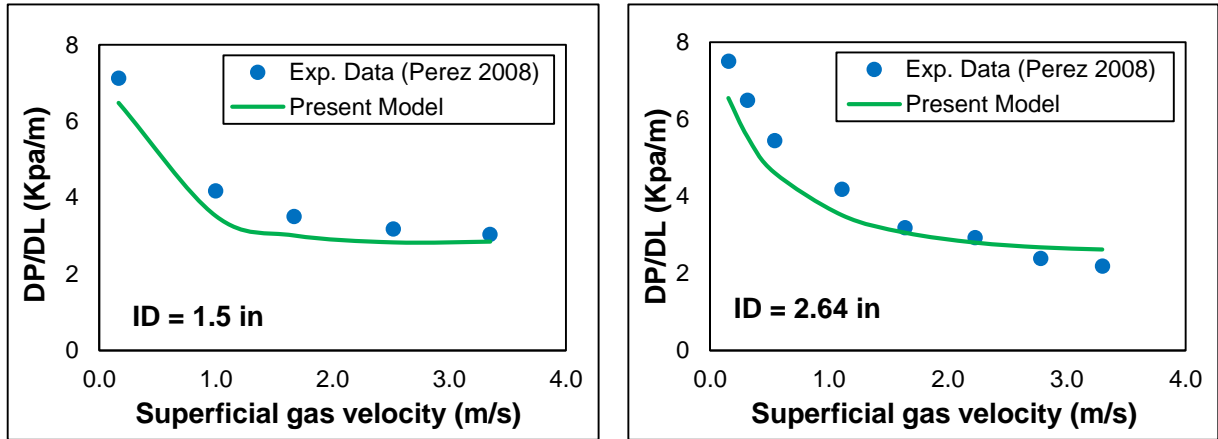 8
6
4
2
0
DP/DL (Kpa/m)
Exp. Data (Perez 2008)
Present Model
ID = 1.5 in
0.0 1.0 2.0 3.0 4.0
Superficial gas velocity (m/s)
8
6
4
2
0
DP/DL (Kpa/m)
Exp. Data (Perez 2008)
Present Model
ID = 2.64 in
0.0 1.0 2.0 3.0 4.0
Superficial gas velocity (m/s)